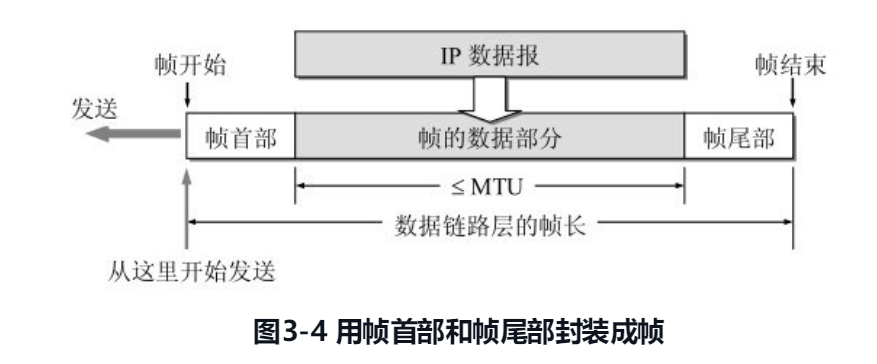 IP 数据报
帧开始
帧结束
发送
帧首部
帧的数据部分
帧尾部
≤ MTU
数据链路层的帧长
从这里开始发送
图3-4 用帧首部和帧尾部封装成帧